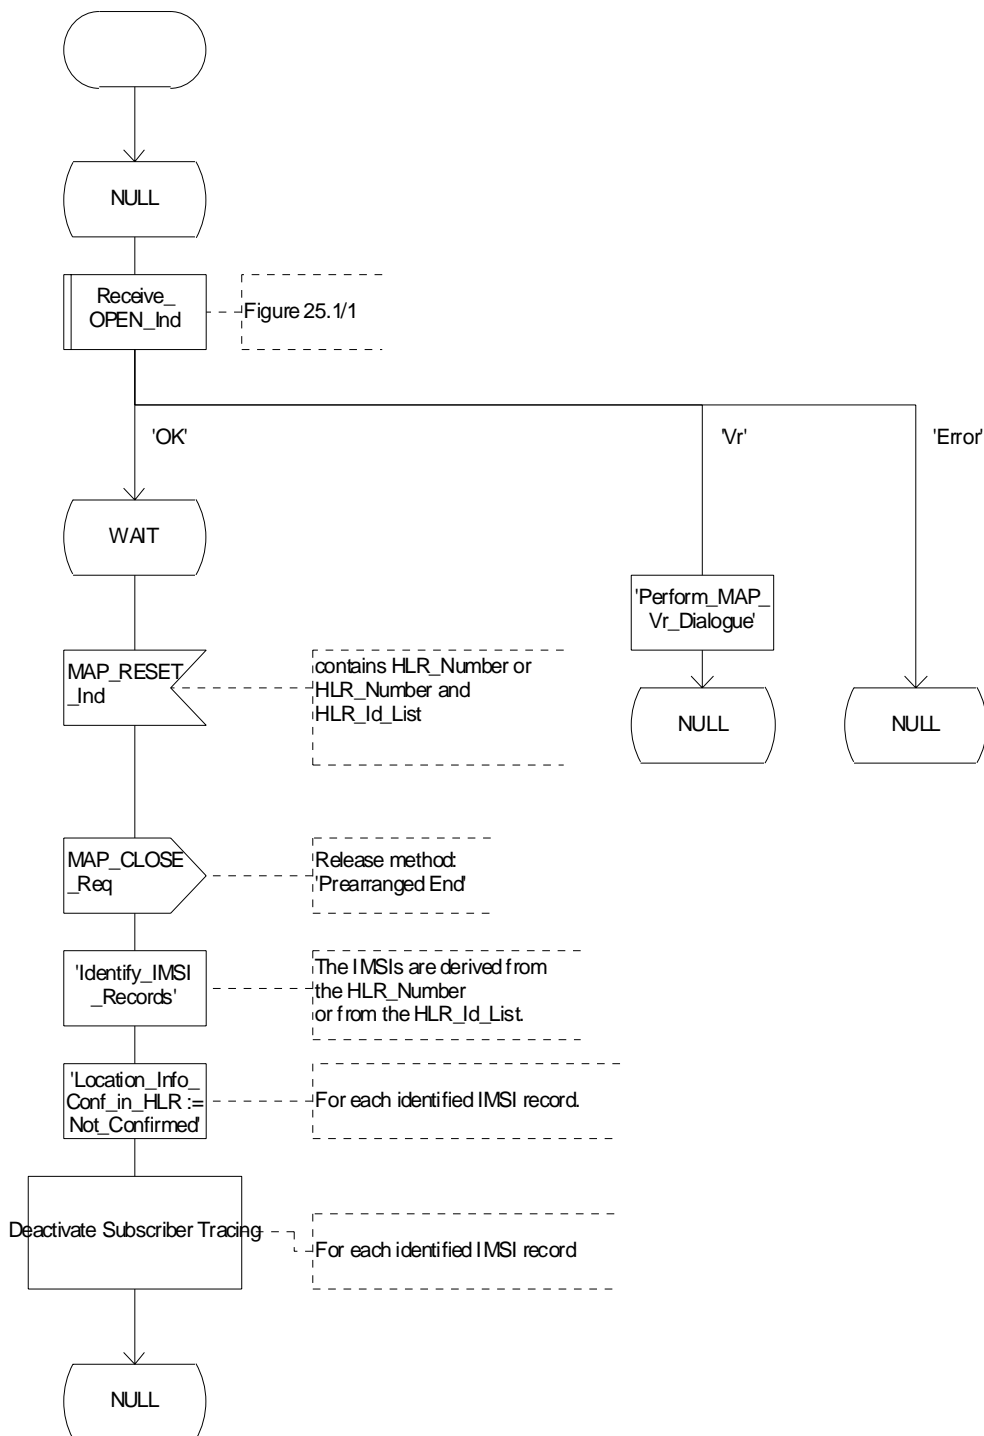 NULL
Receive_
OPEN_Ind
Figure 25.1/1
'OK'
'Vr'
'Error'
WAIT
'Perform_MAP_
Vr_Dialogue'
MAP_RESET
_Ind
contains HLR_Number or
HLR_Number and
HLR_Id_List
NULL
NULL
MAP_CLOSE
_Req
Release method:
'Prearranged End'
'Identify_IMSI
_Records'
The IMSIs are derived from
the HLR_Number
or from the HLR_Id_List.
'Location_Info_
Conf_in_HLR :=
Not_Confirmed'
For each identified IMSI record.
Deactivate Subscriber Tracing
For each identified IMSI record
NULL